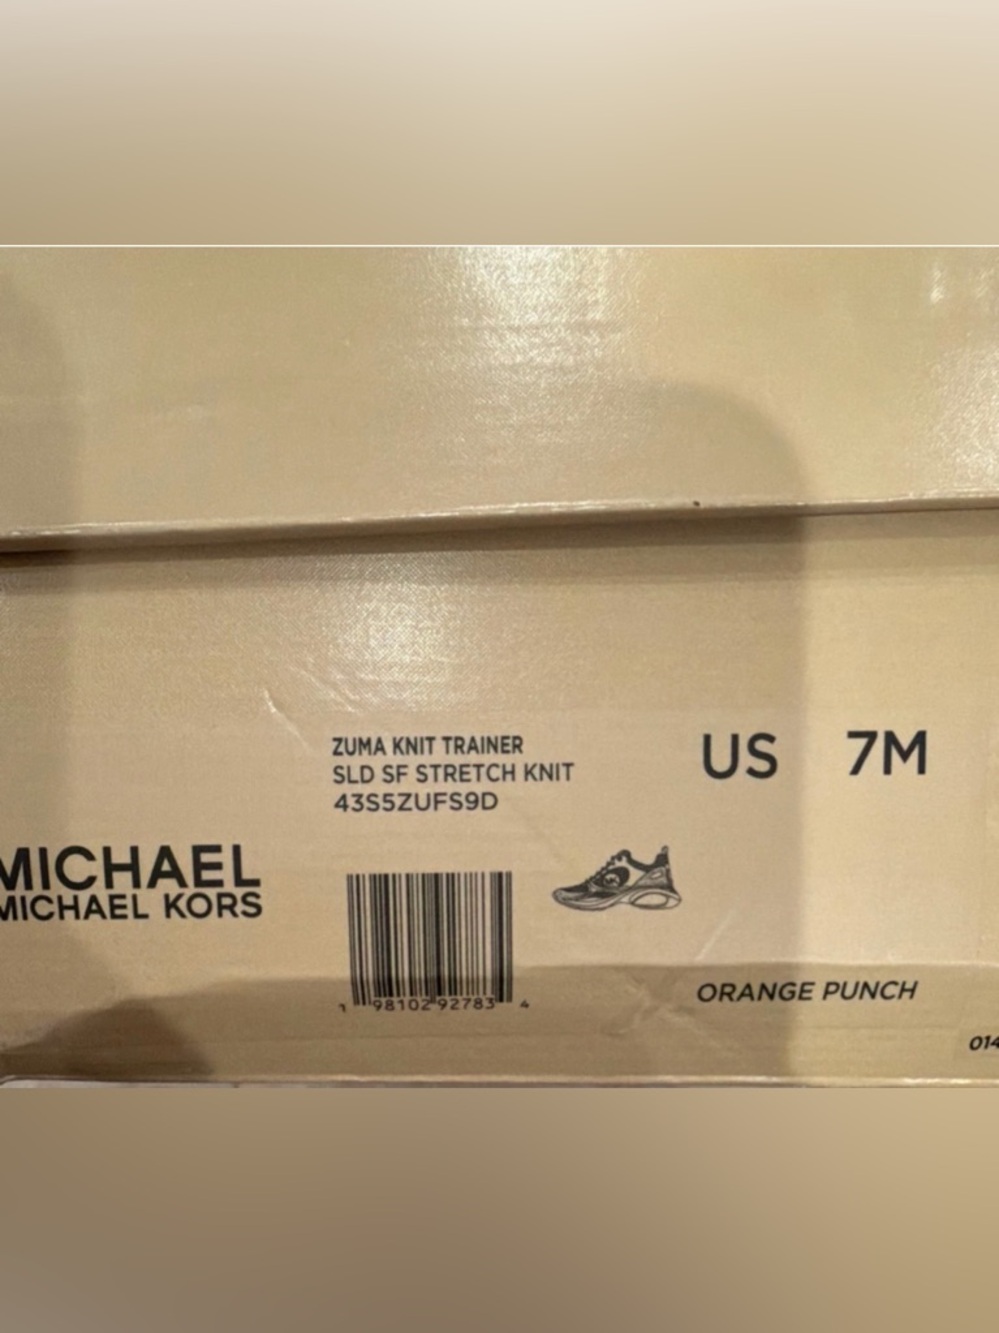 ZUMA KNIT TRAINER
SLD SF STRETCH KNIT
43S5ZUFS9D
US 7M
MICHAEL
MICHAEL KORS
1 98102 92783 4
ORANGE PUNCH
014